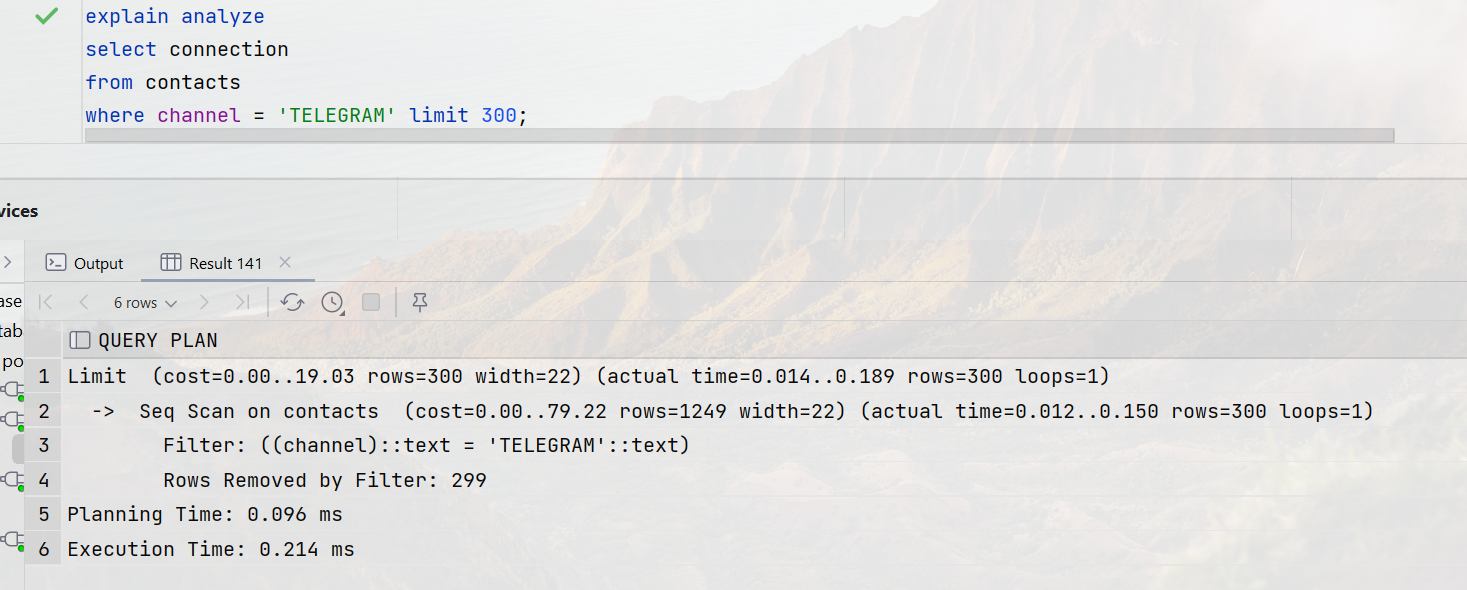 explain analyze
select connection
from contacts
where channel = 'TELEGRAM' limit 300;
vices
Output
Result 141
ase
6 rows
tab
po
QUERY PLAN
1 Limit  (cost=0.00..19.03 rows=300 width=22) (actual time=0.014..0.189 rows=300 loops=1)
2 ->  Seq Scan on contacts  (cost=0.00..79.22 rows=1249 width=22) (actual time=0.012..0.150 rows=300 loops=1)
3 Filter: ((channel)::text = 'TELEGRAM'::text)
4 Rows Removed by Filter: 299
5 Planning Time: 0.096 ms
6 Execution Time: 0.214 ms